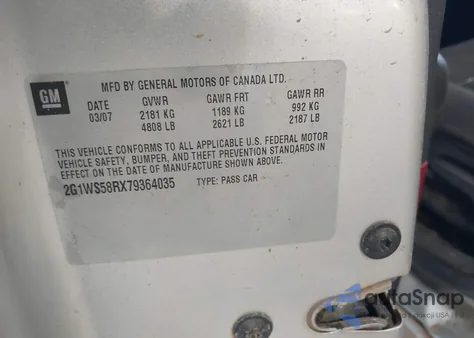 GM
MFD BY GENERAL MOTORS OF CANADA LTD.
DATE GVWR GAWR FRT GAWR RR
03/07 2181 KG 1189 KG 992 KG
4808 LB 2621 LB 2187 LB
THIS VEHICLE CONFORMS TO ALL APPLICABLE U.S. FEDERAL MOTOR
VEHICLE SAFETY, BUMPER, AND THEFT PREVENTION STANDARDS IN
EFFECT ON THE DATE OF MANUFACTURE SHOWN ABOVE.
2G1WS58RX79364035 TYPE: PASS CAR
avtaSnap